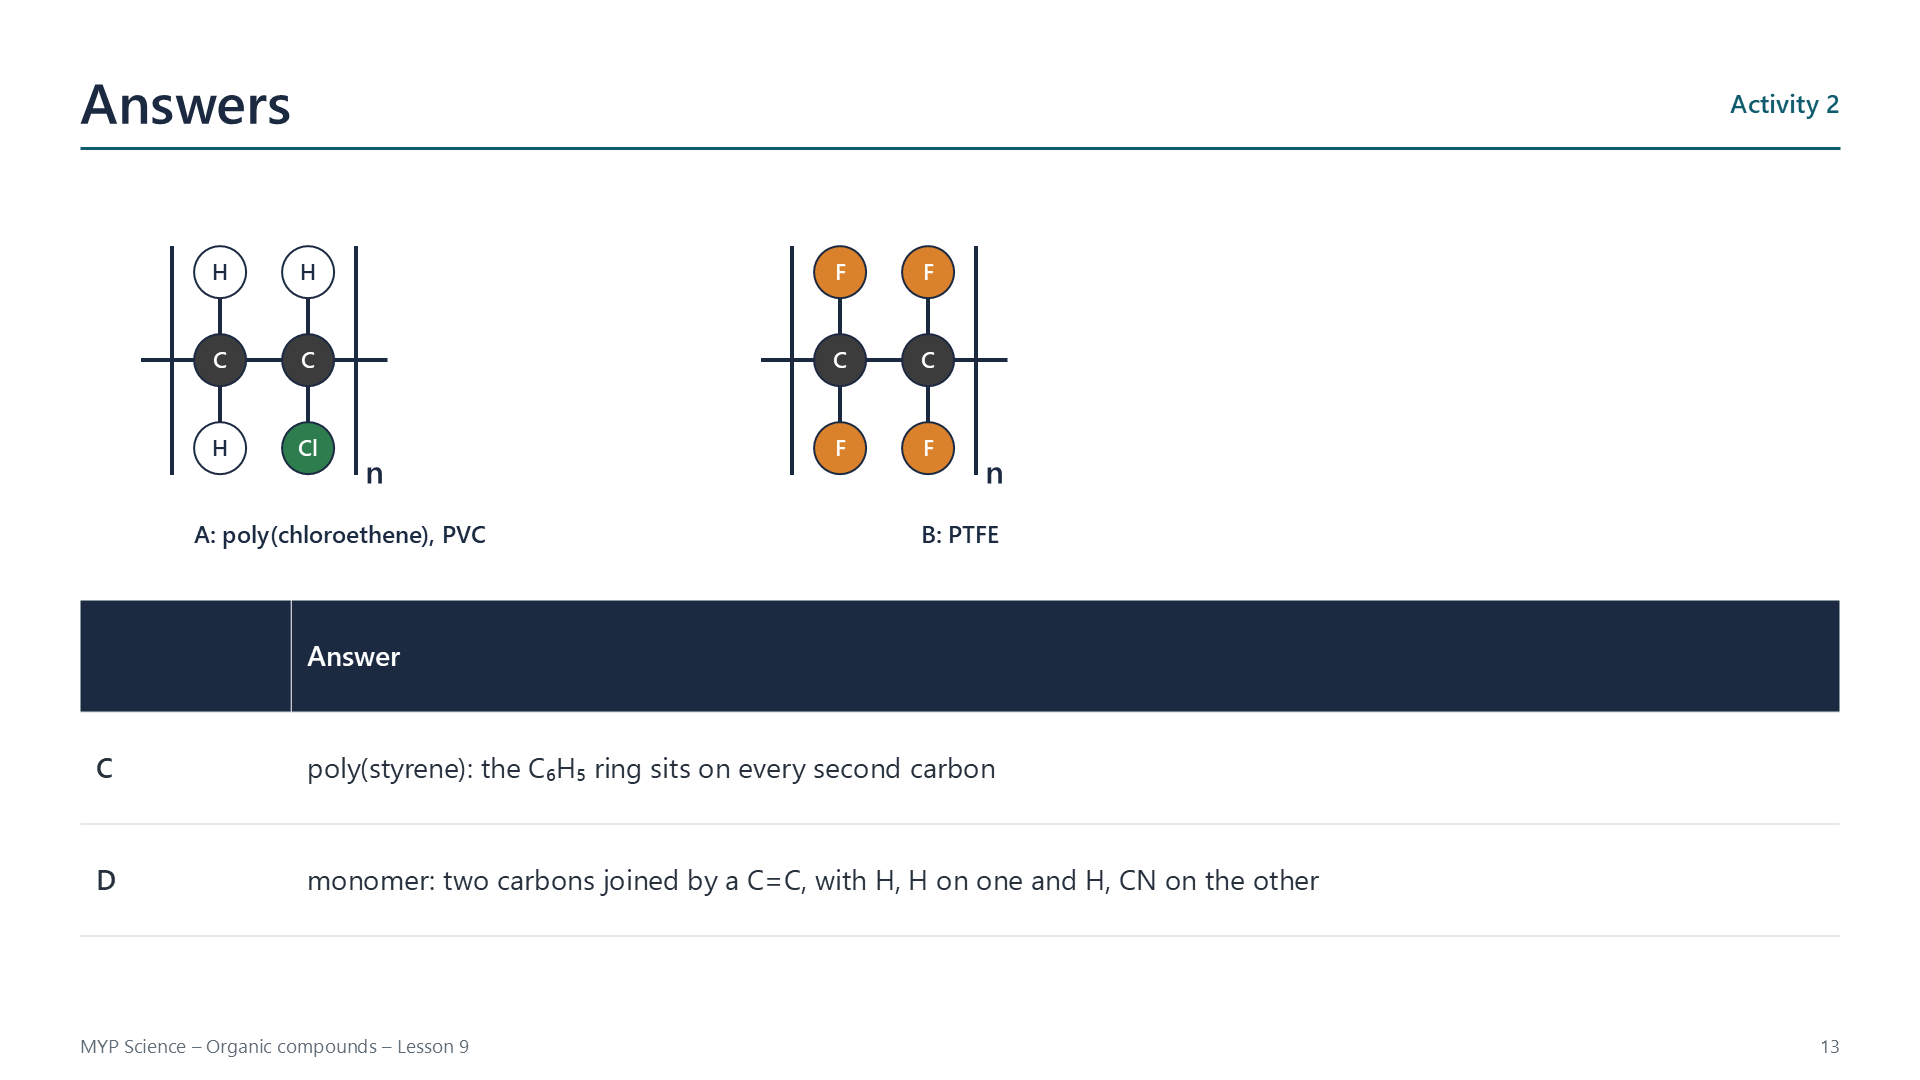 Answers
Activity 2
H H
C C
H Cl
n
F F
C C
F F
n
A: poly(chloroethene), PVC
B: PTFE
Answer
C poly(styrene): the C₆H₅ ring sits on every second carbon
D monomer: two carbons joined by a C=C, with H, H on one and H, CN on the other
MYP Science – Organic compounds – Lesson 9
13